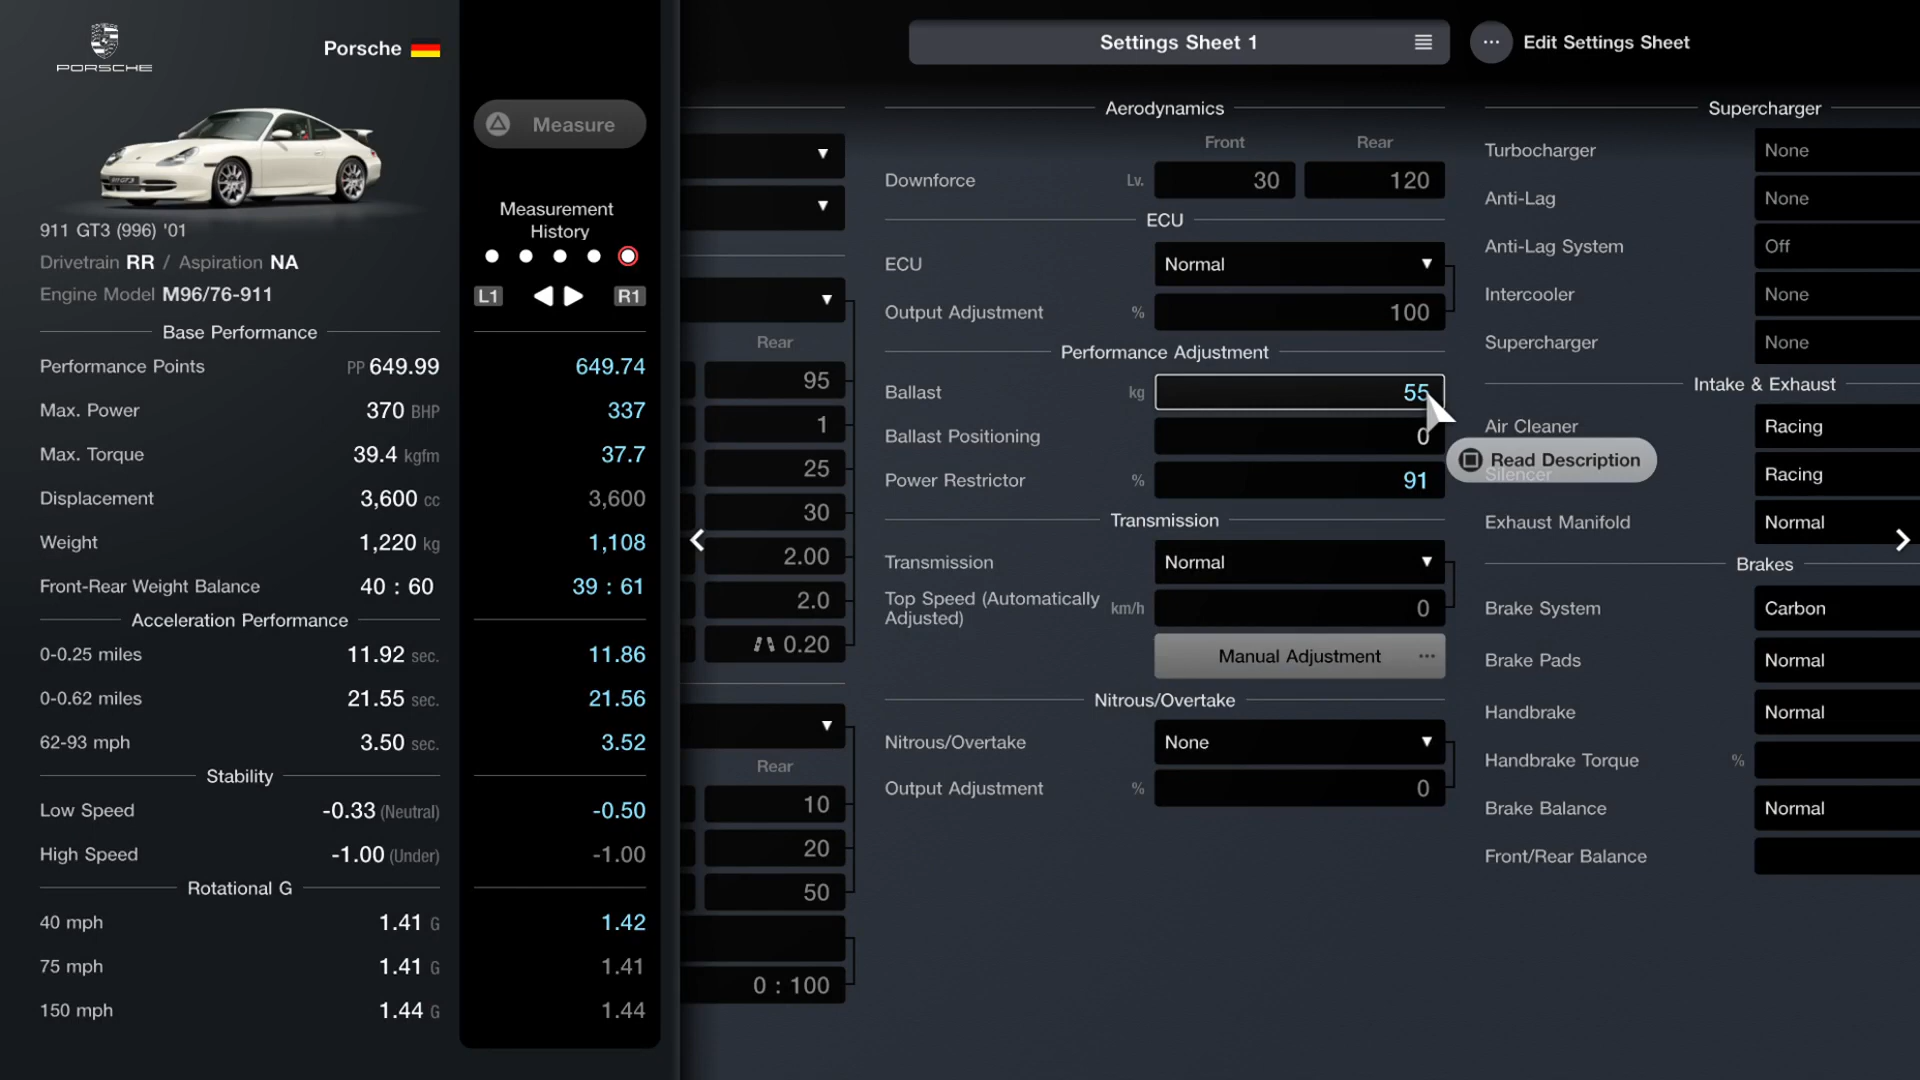 PORSCHE
Porsche
911 GT3 (996) '01
Drivetrain RR / Aspiration NA
Engine Model M96/76-911
Base Performance
Performance Points PP 649.99
Max. Power 370 BHP
Max. Torque 39.4 kgfm
Displacement 3,600 cc
Weight 1,220 kg
Front-Rear Weight Balance 40 : 60
Acceleration Performance
0-0.25 miles 11.92 sec.
0-0.62 miles 21.55 sec.
62-93 mph 3.50 sec.
Stability
Low Speed -0.33 (Neutral)
High Speed -1.00 (Under)
Rotational G
40 mph 1.41 G
75 mph 1.41 G
150 mph 1.44 G
Measure
Measurement
History
L1 R1
649.74
337
37.7
3,600
1,108
39 : 61
11.86
21.56
3.52
-0.50
-1.00
1.42
1.41
1.44
Rear
95
1
25
30
2.00
2.0
0.20
Rear
10
20
50
0 : 100
Settings Sheet 1
Edit Settings Sheet
Aerodynamics
Front Rear
Downforce Lv. 30 120
ECU
ECU Normal
Output Adjustment % 100
Performance Adjustment
Ballast kg 55
Ballast Positioning 0
Power Restrictor % 91
Transmission
Transmission Normal
Top Speed (Automatically
Adjusted) km/h 0
Manual Adjustment
Nitrous/Overtake
Nitrous/Overtake None
Output Adjustment % 0
Supercharger
Turbocharger None
Anti-Lag None
Anti-Lag System Off
Intercooler None
Supercharger None
Intake & Exhaust
Air Cleaner Racing
Read Description
Silencer Racing
Exhaust Manifold Normal
Brakes
Brake System Carbon
Brake Pads Normal
Handbrake Normal
Handbrake Torque %
Brake Balance Normal
Front/Rear Balance